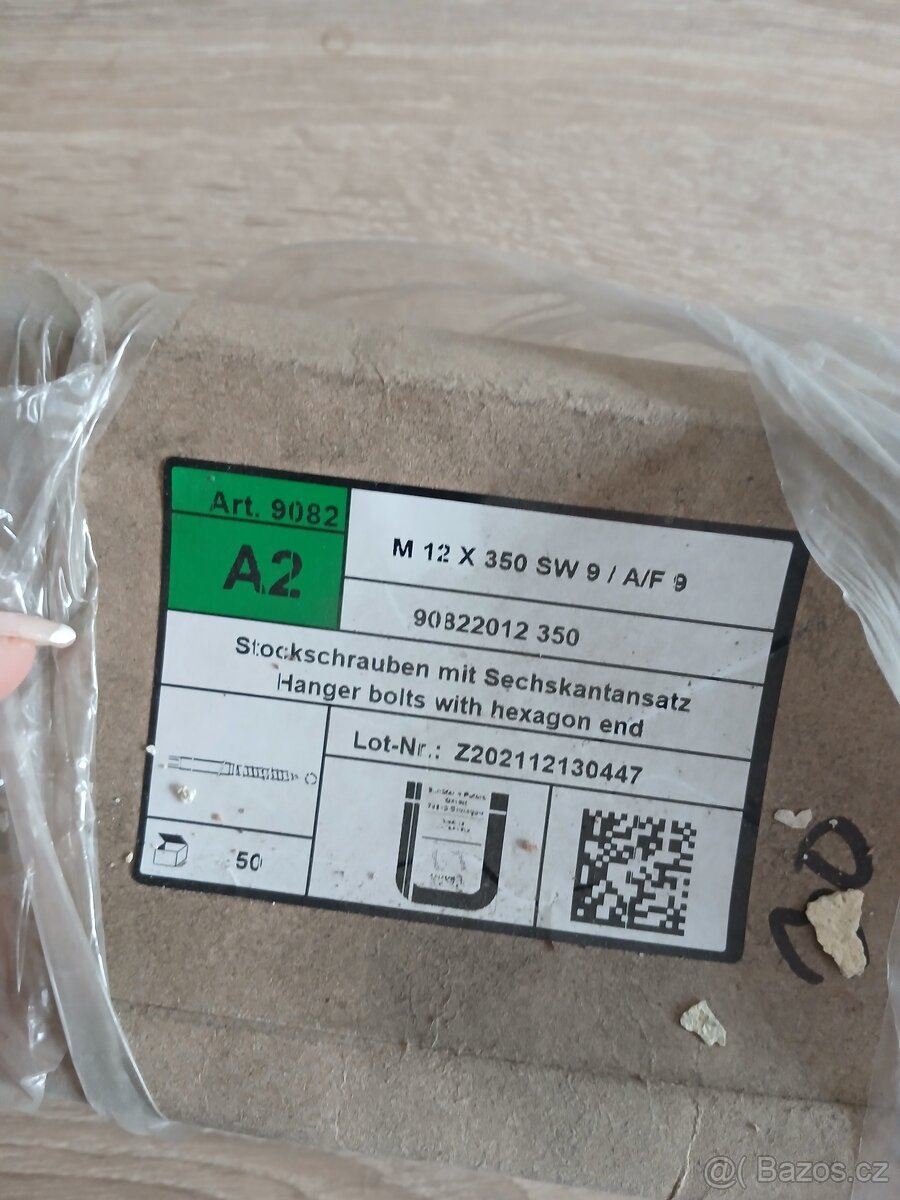 Art. 9082
A2
M 12 X 350 SW 9 / A/F 9
90822012 350
Stockschrauben mit Sechskantansatz
Hanger bolts with hexagon end
Lot-Nr.: Z202112130447
50
@( Bazos.cz